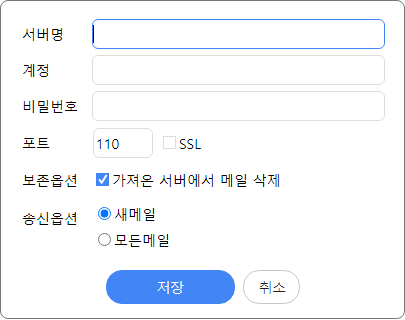 서버명
계정
비밀번호
포트 110 SSL
보존옵션 가져온 서버에서 메일 삭제
송신옵션 새메일
모든메일
저장 취소